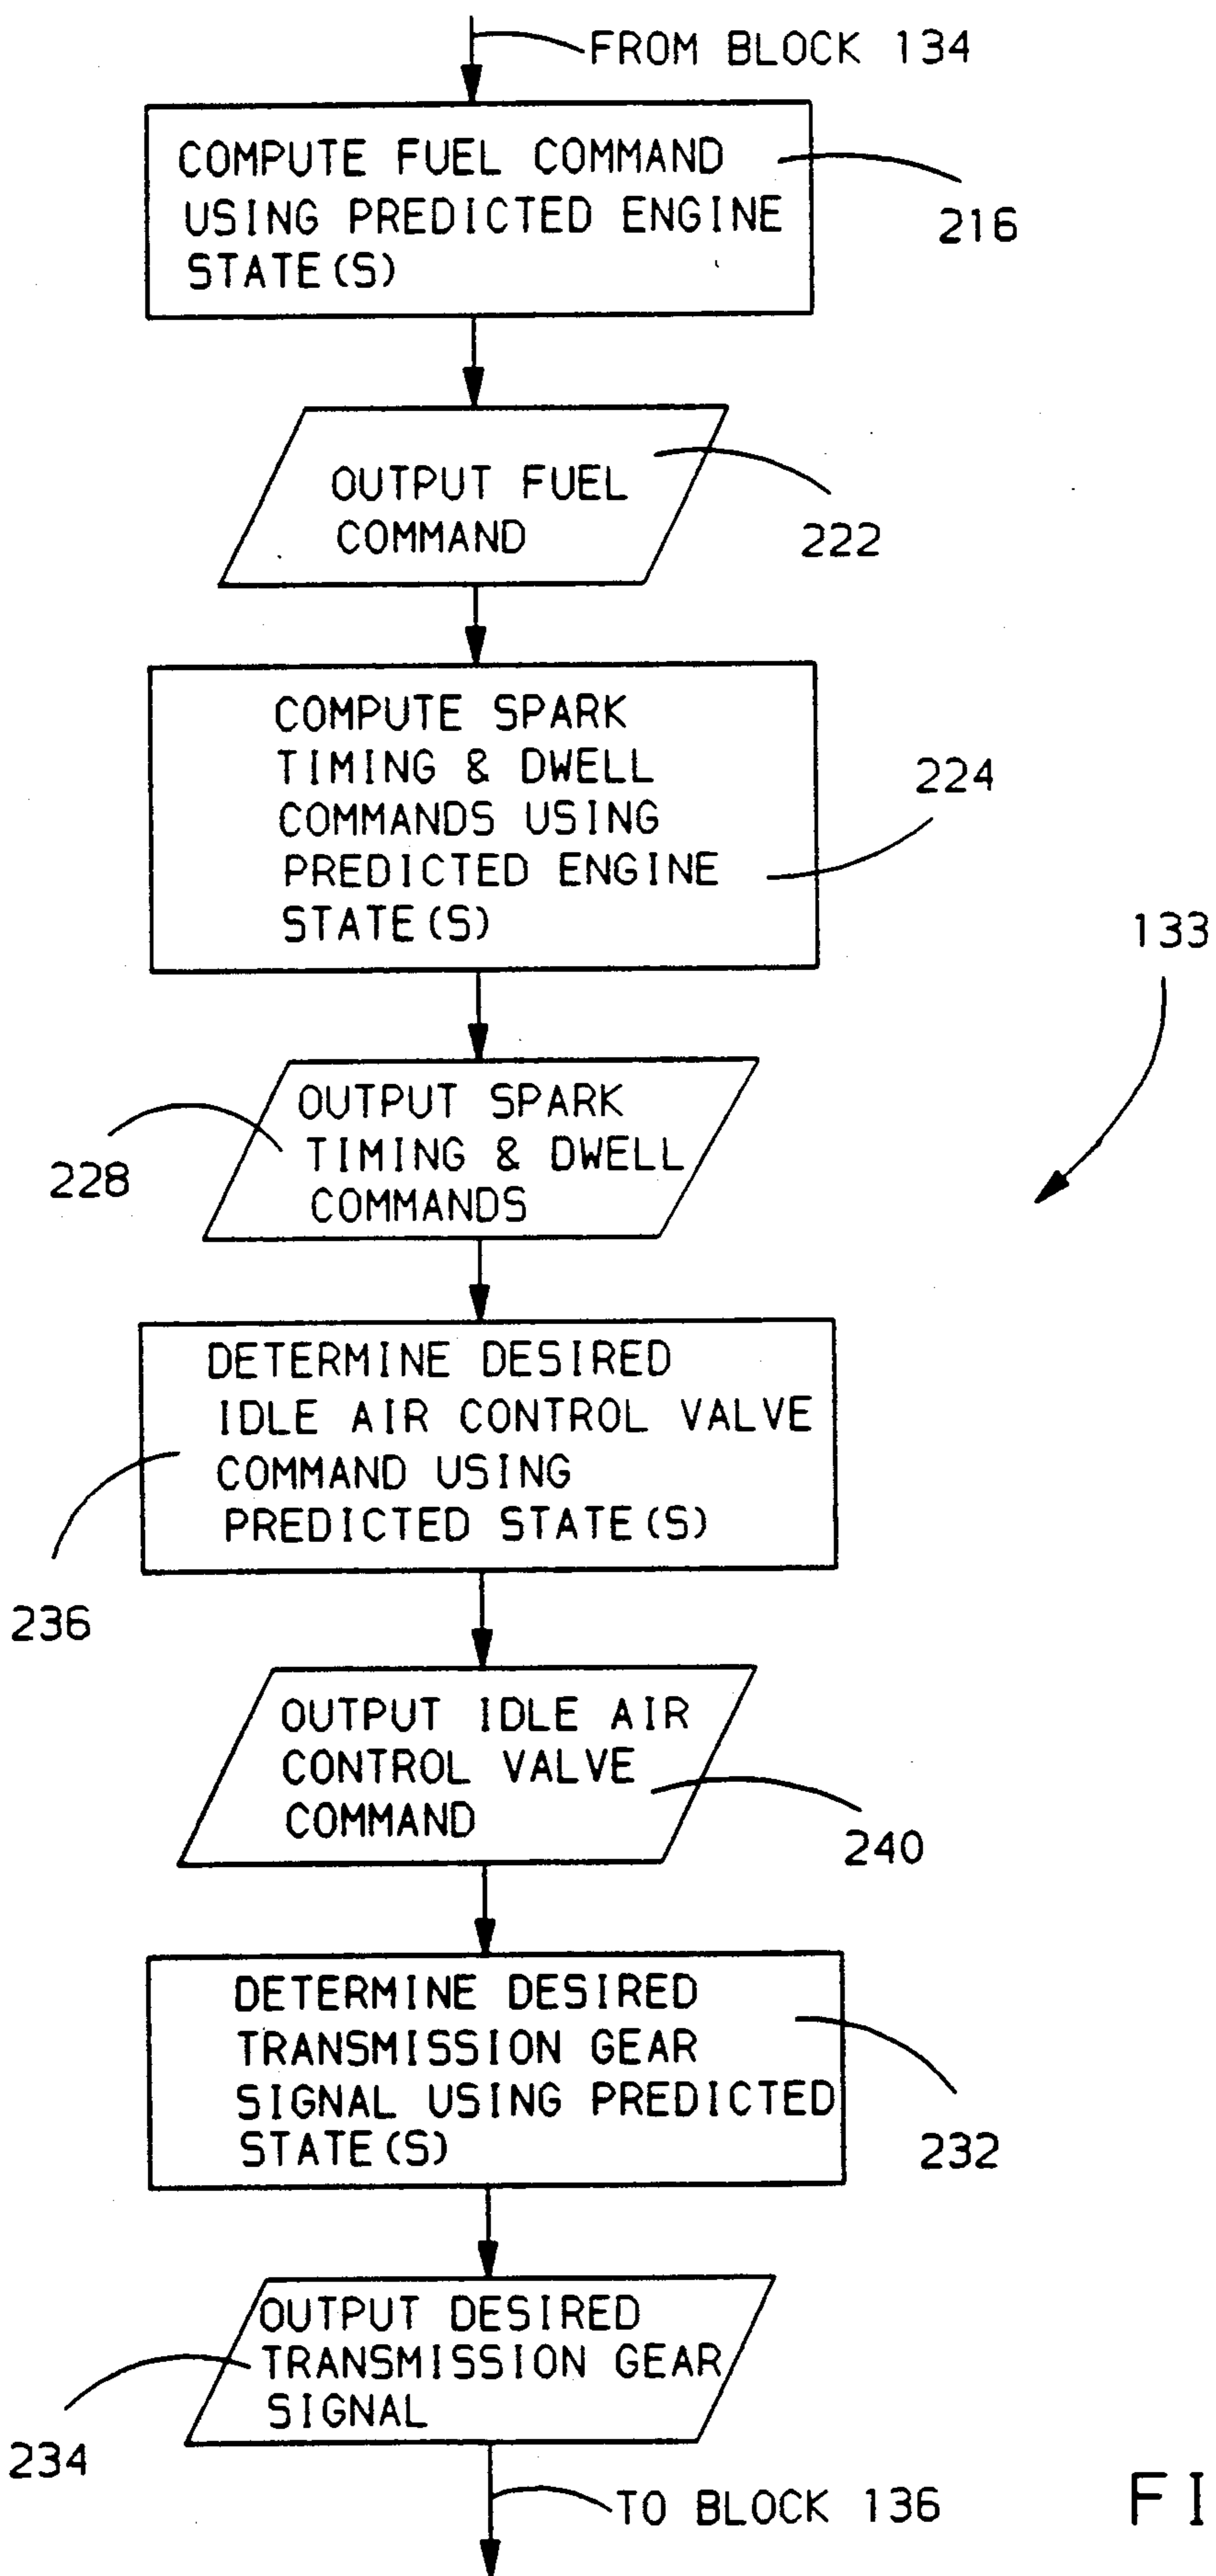 FROM BLOCK 134
COMPUTE FUEL COMMAND
USING PREDICTED ENGINE
STATE(S)
216
OUTPUT FUEL
COMMAND
222
COMPUTE SPARK
TIMING & DWELL
COMMANDS USING
PREDICTED ENGINE
STATE(S)
224
133
OUTPUT SPARK
TIMING & DWELL
COMMANDS
228
DETERMINE DESIRED
IDLE AIR CONTROL VALVE
COMMAND USING
PREDICTED STATE(S)
236
OUTPUT IDLE AIR
CONTROL VALVE
COMMAND
240
DETERMINE DESIRED
TRANSMISSION GEAR
SIGNAL USING PREDICTED
STATE(S)
232
OUTPUT DESIRED
TRANSMISSION GEAR
SIGNAL
234
TO BLOCK 136
FI